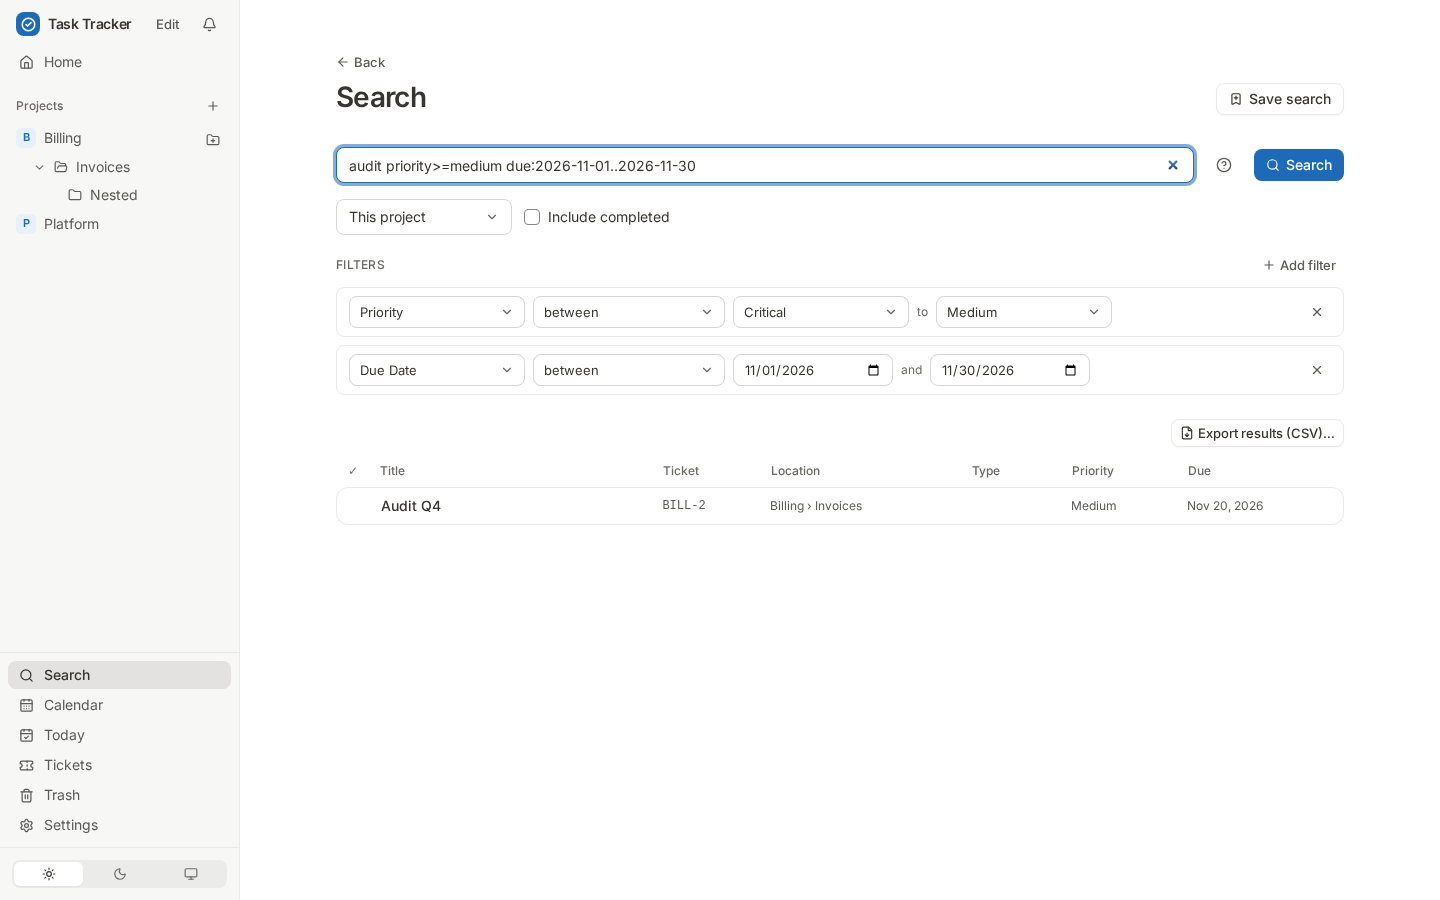 Task Tracker Edit
Home
Projects
B Billing
Invoices
Nested
P Platform
Search
Calendar
Today
Tickets
Trash
Settings
Back
Search
Save search
audit priority>=medium due:2026-11-01..2026-11-30
Search
This project
Include completed
FILTERS
Add filter
Priority between Critical to Medium
Due Date between 11/01/2026 and 11/30/2026
Export results (CSV)...
✓ Title Ticket Location Type Priority Due
Audit Q4 BILL-2 Billing › Invoices Medium Nov 20, 2026